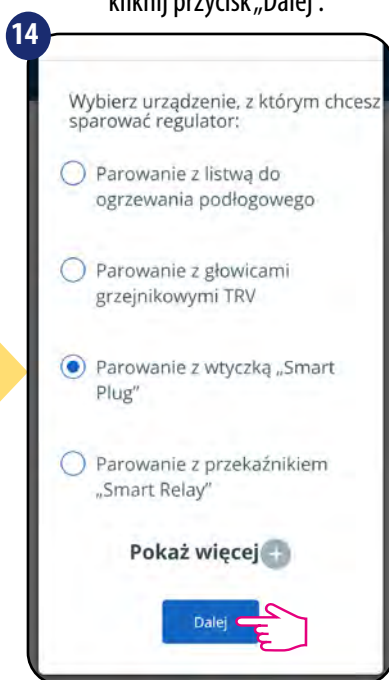 kliknij przycisk „Dalej".
14
Wybierz urządzenie, z którym chcesz
sparować regulator:
Parowanie z listwą do
ogrzewania podłogowego
Parowanie z głowicami
grzejnikowymi TRV
Parowanie z wtyczką „Smart
Plug"
Parowanie z przekaźnikiem
„Smart Relay"
Pokaż więcej
Dalej